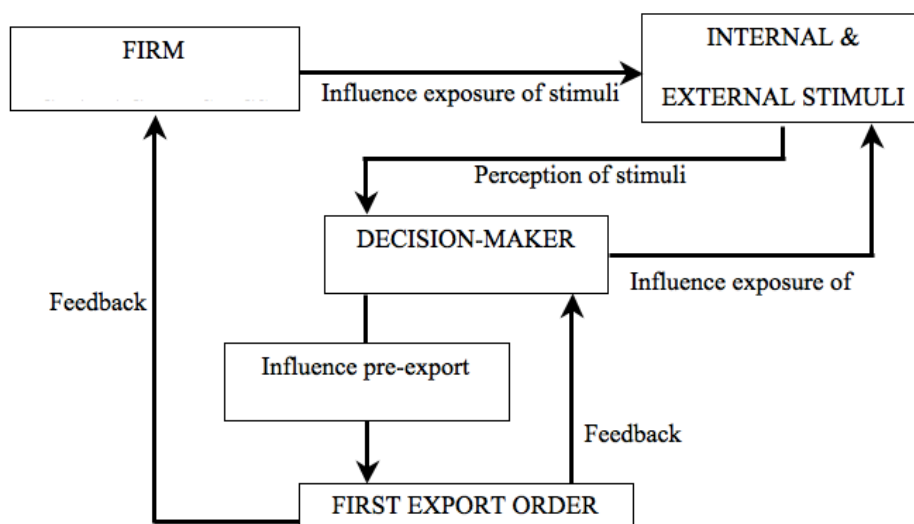 FIRM
INTERNAL &
EXTERNAL STIMULI
Influence exposure of stimuli
Perception of stimuli
DECISION-MAKER
Influence exposure of
Feedback
Influence pre-export
Feedback
FIRST EXPORT ORDER